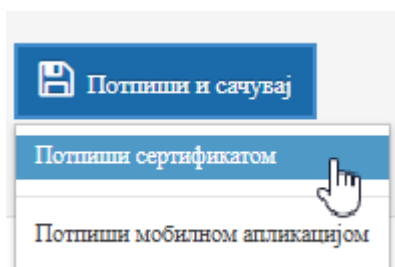 Потпиши и сачувај
Потпиши сертификатом
Потпиши мобилном апликацијом